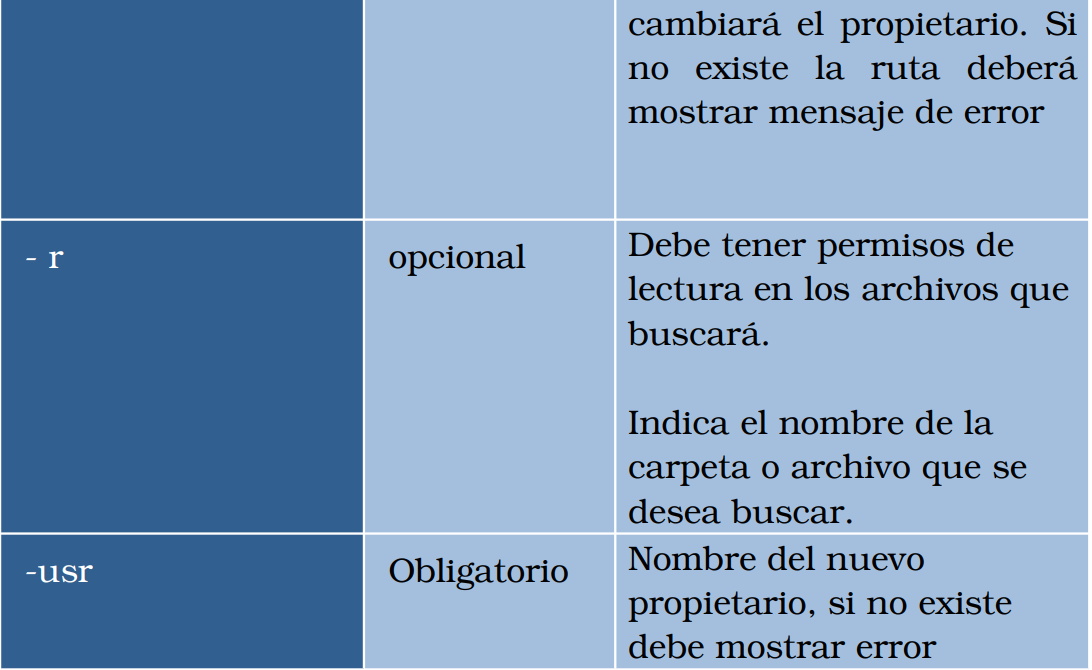 cambiará el propietario. Si
no existe la ruta deberá
mostrar mensaje de error
- r
opcional
Debe tener permisos de
lectura en los archivos que
buscará.
Indica el nombre de la
carpeta o archivo que se
desea buscar.
-usr
Obligatorio
Nombre del nuevo
propietario, si no existe
debe mostrar error